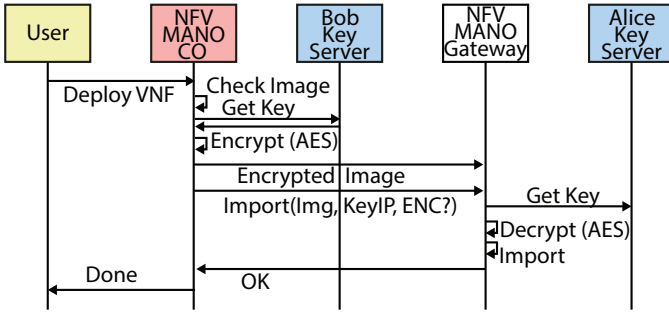 User
NFV
MANO
CO
Bob
Key
Server
NFV
MANO
Gateway
Alice
Key
Server
Deploy VNF
Check Image
Get Key
Encrypt (AES)
Encrypted Image
Import(Img, KeyIP, ENC?)
Get Key
Decrypt (AES)
Import
OK
Done